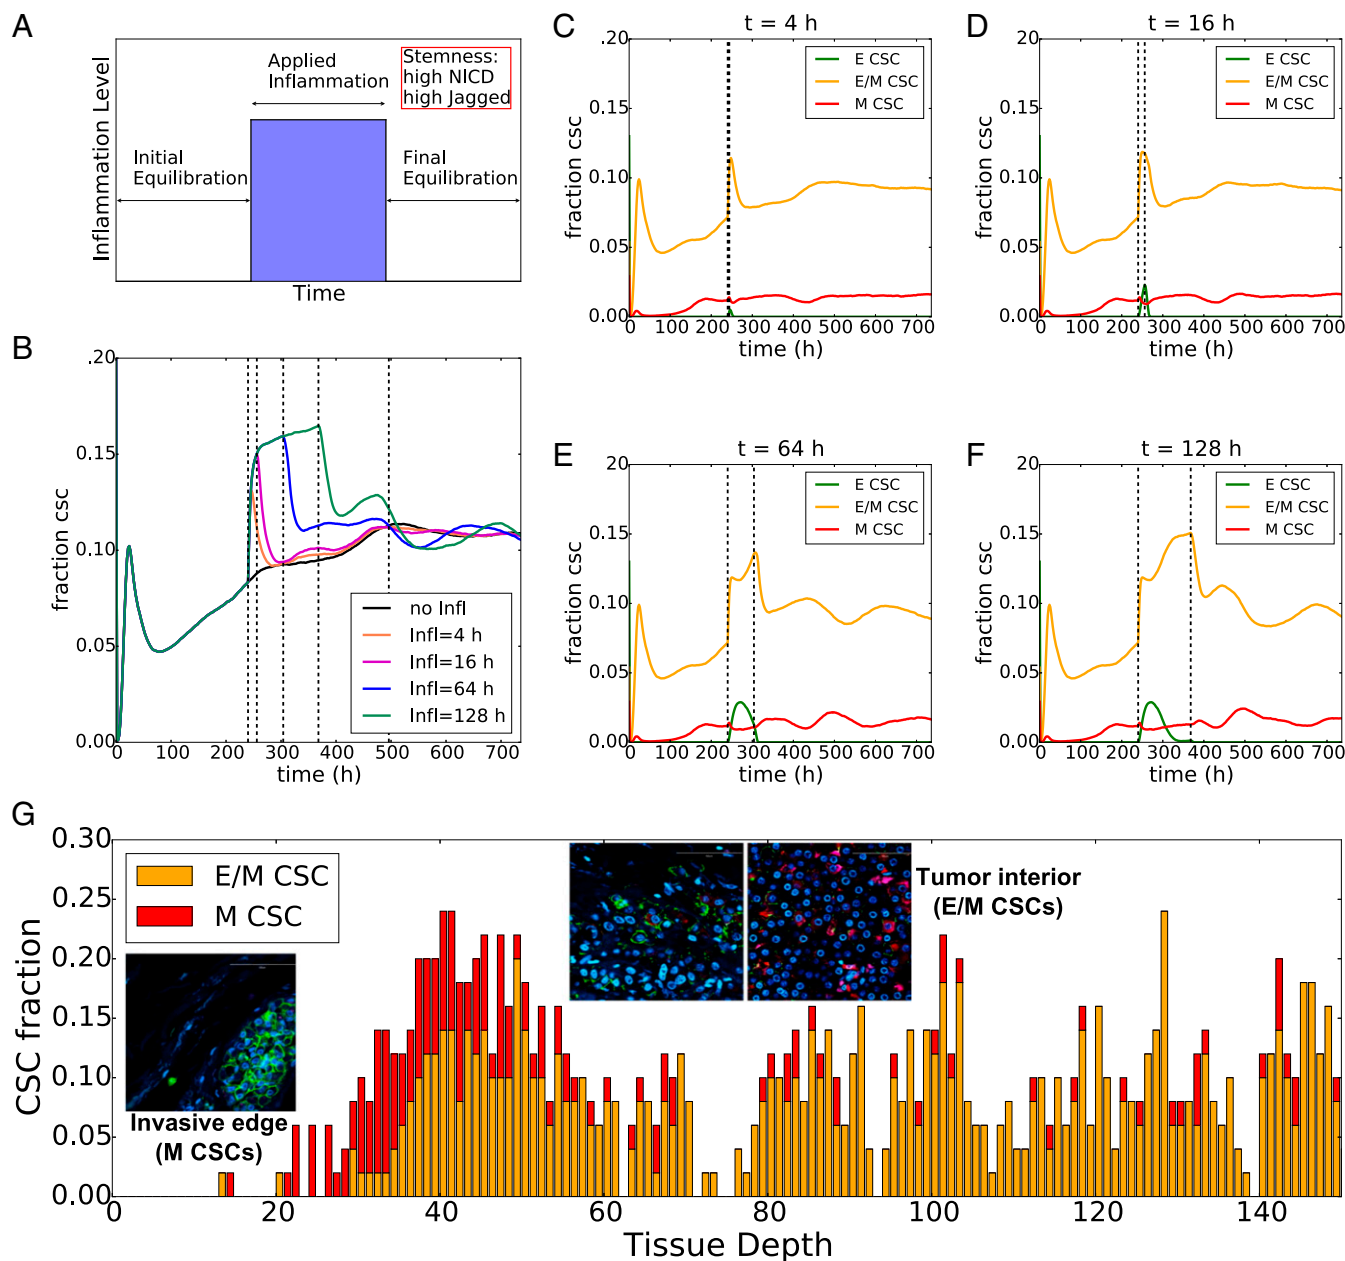 A
Inflammation Level
Applied
Inflammation
Stemness:
high NICD
high Jagged
Initial
Equilibration
Final
Equilibration
Time
B
fraction csc
.20
0.15
0.10
0.05
0.00
no Infl
Infl=4 h
Infl=16 h
Infl=64 h
Infl=128 h
0 100 200 300 400 500 600 700
time (h)
C
t = 4 h
fraction csc
.20
0.15
0.10
0.05
0.00
E CSC
E/M CSC
M CSC
0 100 200 300 400 500 600 700
time (h)
D
t = 16 h
fraction csc
20
0.15
0.10
0.05
0.00
E CSC
E/M CSC
M CSC
0 100 200 300 400 500 600 700
time (h)
E
t = 64 h
fraction csc
20
0.15
0.10
0.05
0.00
E CSC
E/M CSC
M CSC
0 100 200 300 400 500 600 700
time (h)
F
t = 128 h
fraction csc
20
0.15
0.10
0.05
0.00
E CSC
E/M CSC
M CSC
0 100 200 300 400 500 600 700
time (h)
G
CSC fraction
0.30
0.25
0.20
0.15
0.10
0.05
0.00
E/M CSC
M CSC
Invasive edge
(M CSCs)
Tumor interior
(E/M CSCs)
0 20 40 60 80 100 120 140
Tissue Depth